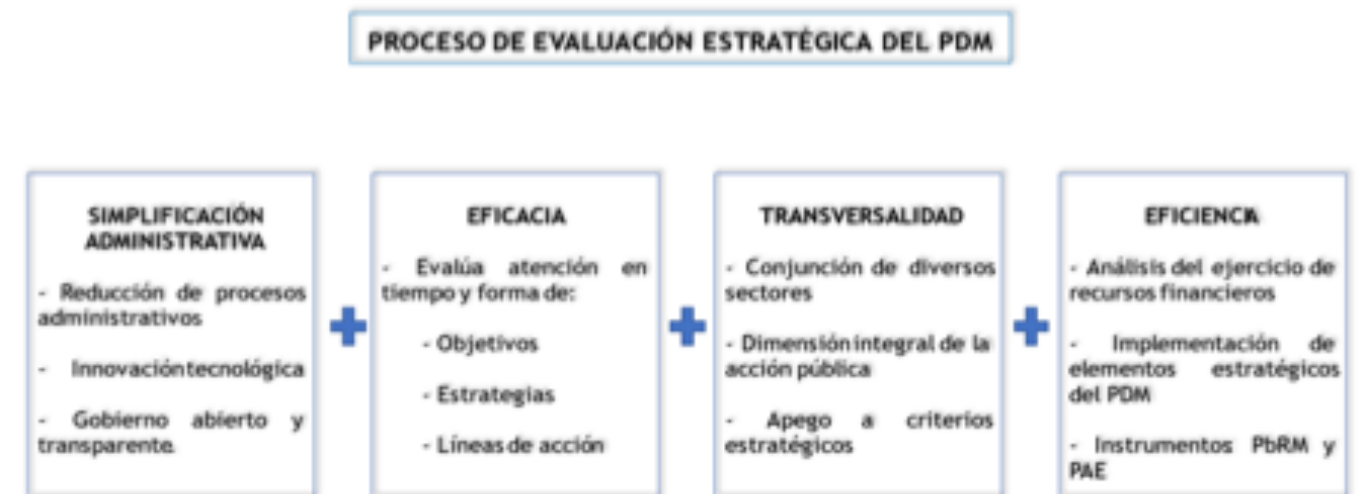 PROCESO DE EVALUACIÓN ESTRATÉGICA DEL PDM
SIMPLIFICACIÓN
ADMINISTRATIVA
- Reducción de procesos
administrativos
- Innovación tecnológica
- Gobierno abierto y
transparente.
EFICACIA
- Evalúa atención en
tiempo y forma de:
- Objetivos
- Estrategias
- Líneas de acción
TRANSVERSALIDAD
- Conjunción de diversos
sectores
- Dimensión integral de la
acción pública
- Apego a criterios
estratégicos
EFICIENCIA
- Análisis del ejercicio de
recursos financieros
- Implementación de
elementos estratégicos
del PDM
- Instrumentos PbRM y
PAE